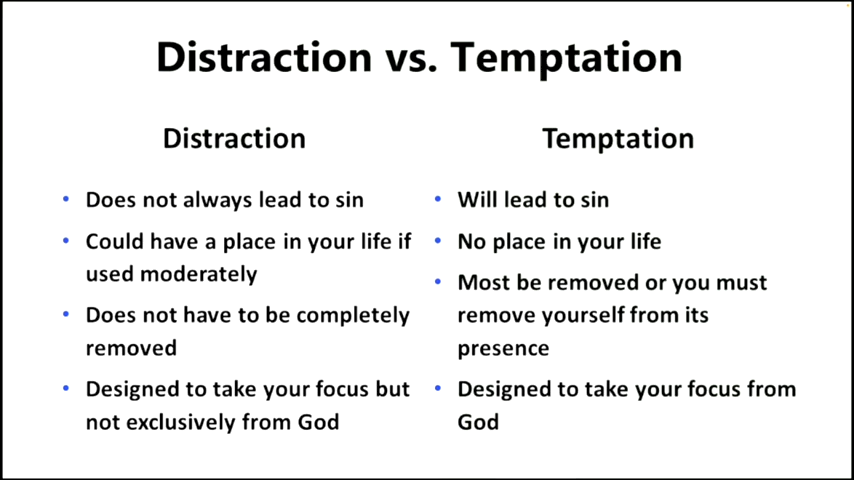 Distraction vs. Temptation
Distraction
• Does not always lead to sin
• Could have a place in your life if
used moderately
• Does not have to be completely
removed
• Designed to take your focus but
not exclusively from God
Temptation
• Will lead to sin
• No place in your life
• Most be removed or you must
remove yourself from its
presence
• Designed to take your focus from
God